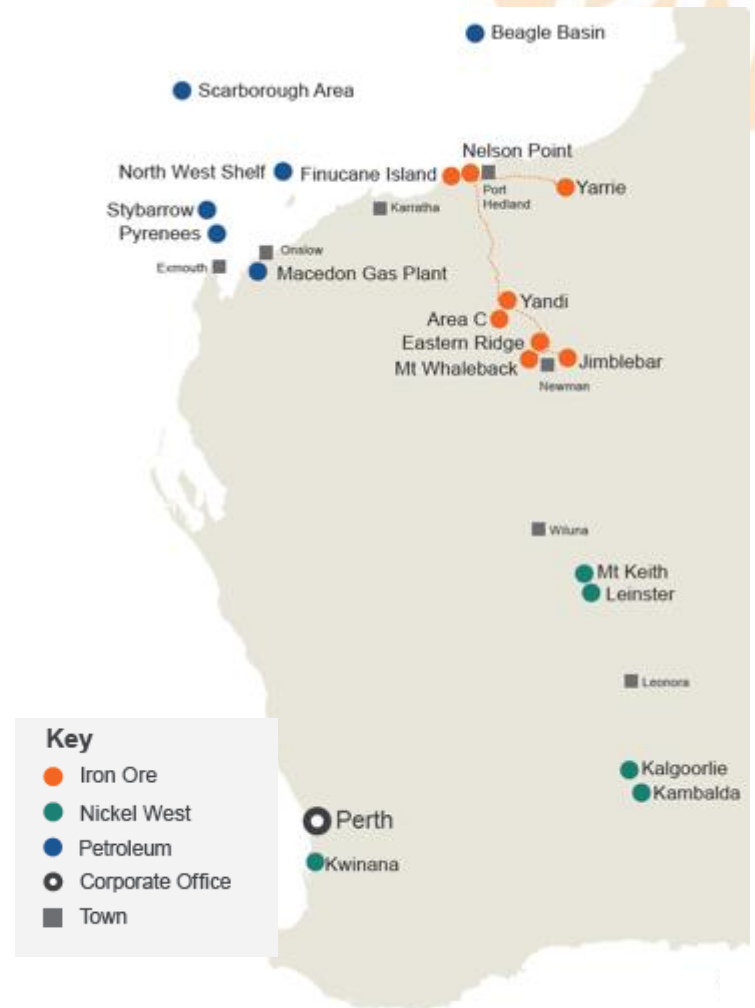 Beagle Basin
Scarborough Area
Nelson Point
North West Shelf
Finucane Island
Port
Hedland
Yarrie
Stybarrow
Karratha
Pyrenees
Onslow
Exmouth
Macedon Gas Plant
Yandi
Area C
Eastern Ridge
Mt Whaleback
Jimblebar
Newman
Wiluna
Mt Keith
Leinster
Leonora
Key
Iron Ore
Nickel West
Petroleum
Corporate Office
Town
Kalgoorlie
Kambalda
Perth
Kwinana